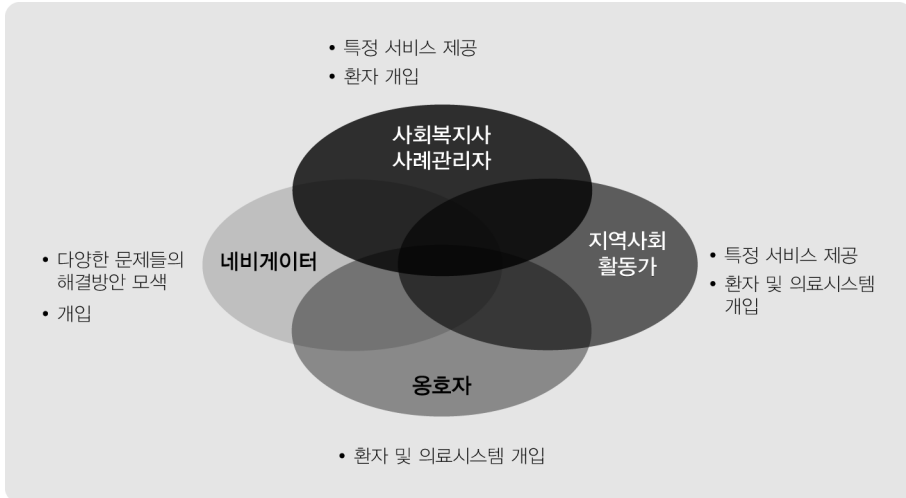 • 특정 서비스 제공
• 환자 개입
사회복지사
사례관리자
네비게이터
지역사회
활동가
• 다양한 문제들의
해결방안 모색
• 개입
• 특정 서비스 제공
• 환자 및 의료시스템
개입
옹호자
• 환자 및 의료시스템 개입